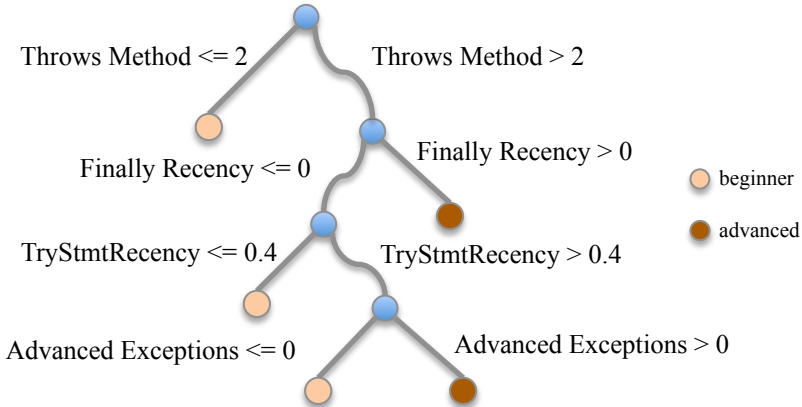 Throws Method <= 2
Throws Method > 2
Finally Recency <= 0
Finally Recency > 0
beginner
advanced
TryStmtRecency <= 0.4
TryStmtRecency > 0.4
Advanced Exceptions <= 0
Advanced Exceptions > 0